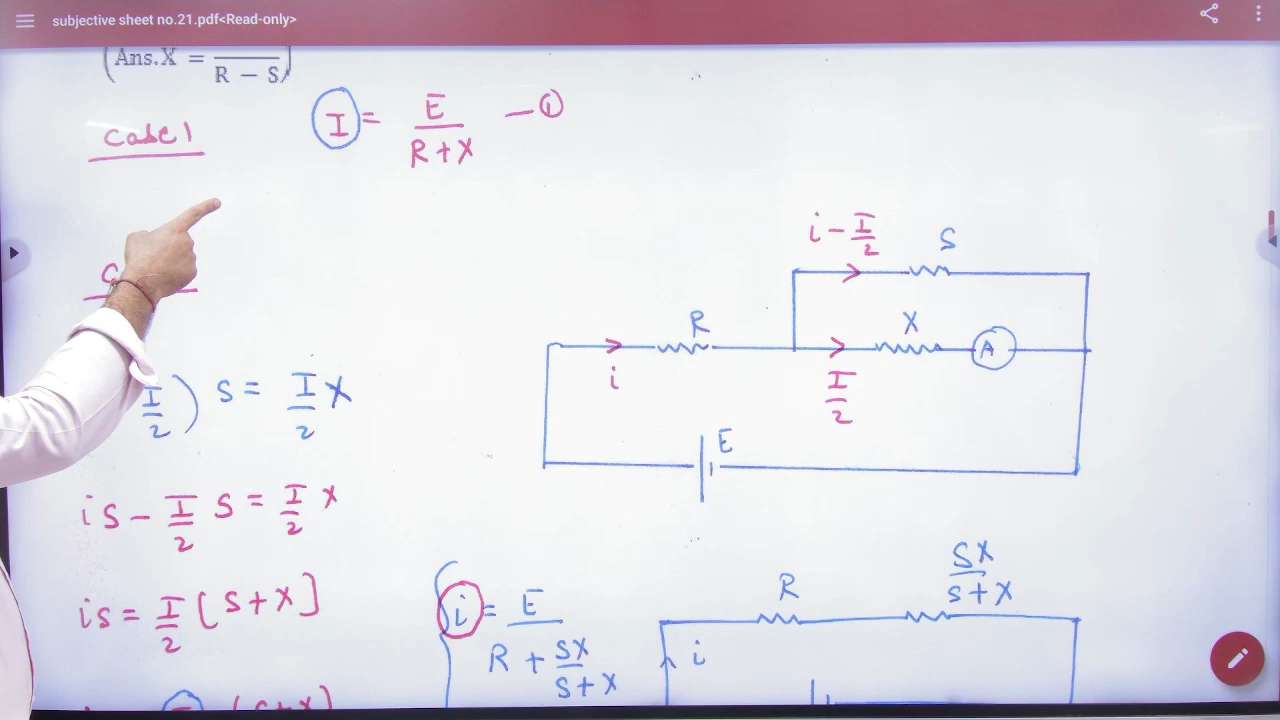 subjective sheet no.21.pdf<Read-only>
(Ans.X = / R − S)
Case 1
I = E / R + X — ①
i − I/2
S
R
X
A
i
I/2
E
I/2) S = I/2 X
iS − I/2 S = I/2 X
iS = I/2 [S + X]
i = E / R + SX / S + X
R
SX / S + X
i